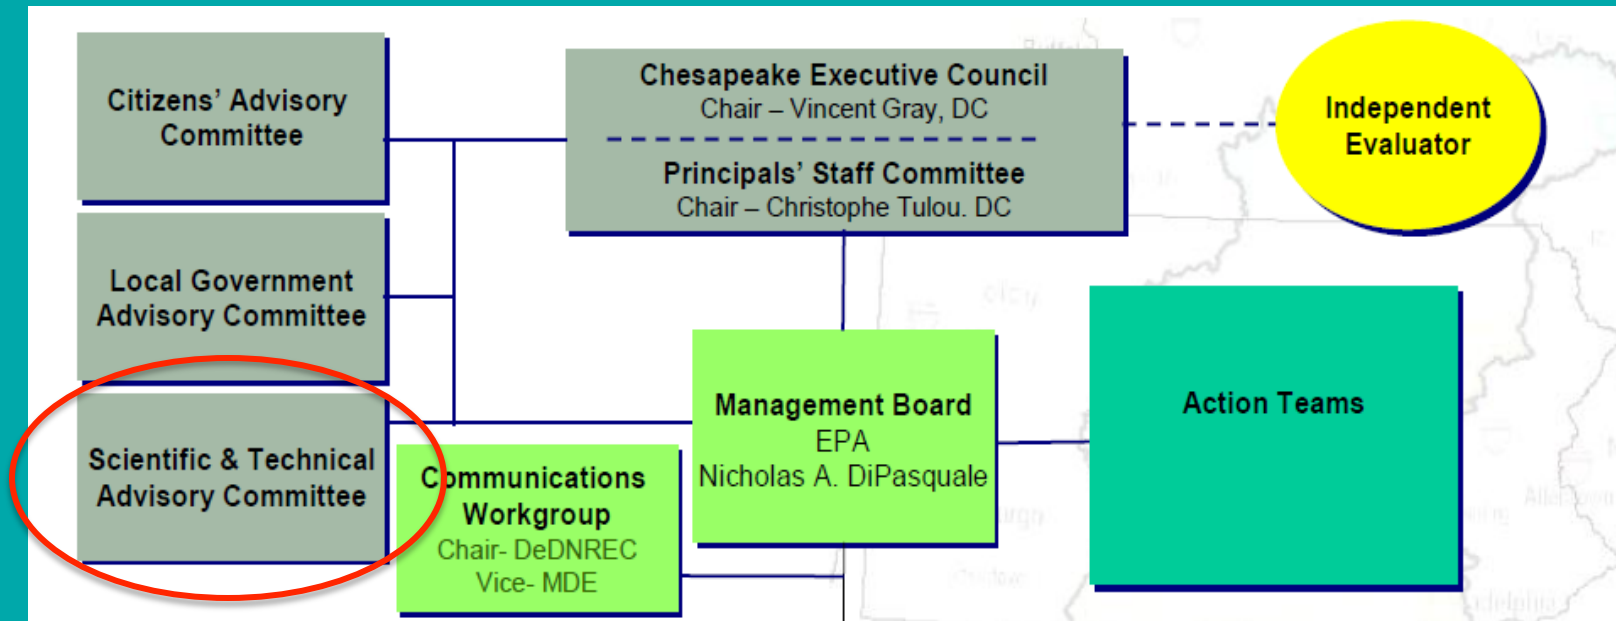 Citizens’ Advisory
Committee
Chesapeake Executive Council
Chair – Vincent Gray, DC
Principals’ Staff Committee
Chair – Christophe Tulou. DC
Independent
Evaluator
Local Government
Advisory Committee
Scientific & Technical
Advisory Committee
Communications
Workgroup
Chair- DeDNREC
Vice- MDE
Management Board
EPA
Nicholas A. DiPasquale
Action Teams